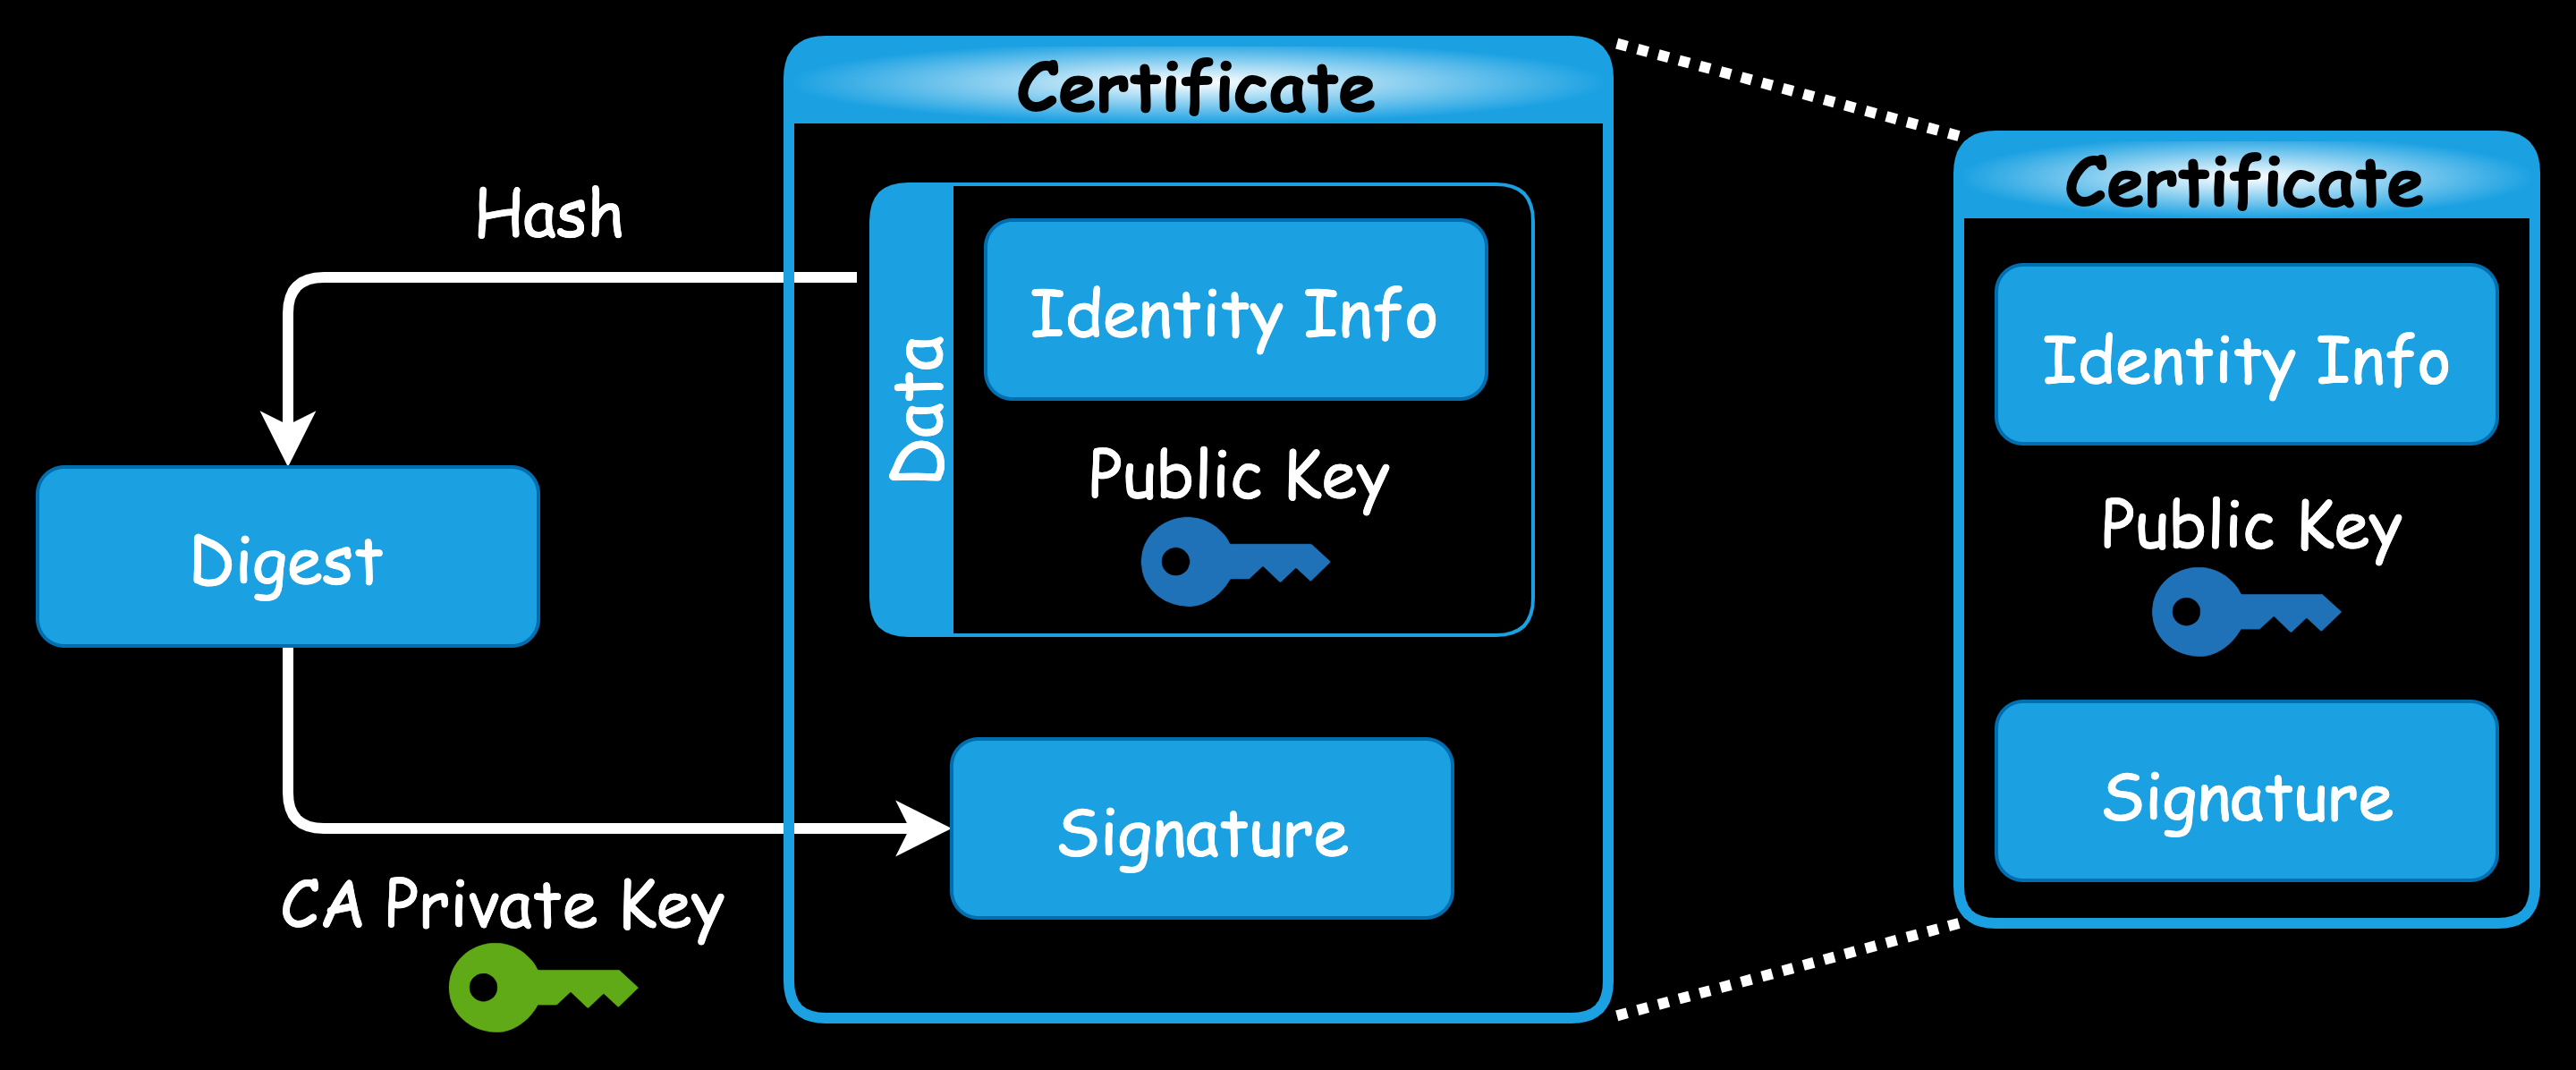 Certificate
Hash
Data
Identity Info
Public Key
Digest
Signature
CA Private Key
Certificate
Identity Info
Public Key
Signature